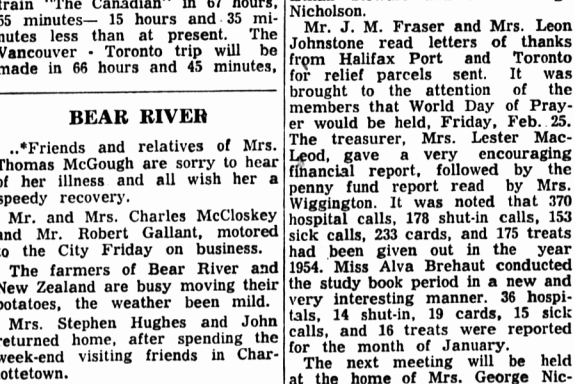 train "The Canadian" in 67 hours,
55 minutes— 15 hours and 35 mi-
nutes less than at present. The
Vancouver - Toronto trip will be
made in 66 hours and 45 minutes,
BEAR RIVER
..*Friends and relatives of Mrs.
Thomas McGough are sorry to hear
of her illness and all wish her a
speedy recovery.
Mr. and Mrs. Charles McCloskey
and Mr. Robert Gallant, motored
to the City Friday on business.
The farmers of Bear River and
New Zealand are busy moving their
potatoes, the weather been mild.
Mrs. Stephen Hughes and John
returned home, after spending the
week-end visiting friends in Char-
lottetown.
Nicholson.
Mr. J. M. Fraser and Mrs. Leon
Johnstone read letters of thanks
from Halifax Port and Toronto
for relief parcels sent. It was
brought to the attention of the
members that World Day of Pray-
er would be held, Friday, Feb. 25.
The treasurer, Mrs. Lester Mac-
Leod, gave a very encouraging
financial report, followed by the
penny fund report read by Mrs.
Wiggington. It was noted that 370
hospital calls, 178 shut-in calls, 153
sick calls, 233 cards, and 175 treats
had been given out in the year
1954. Miss Alva Brehaut conducted
the study book period in a new and
very interesting manner. 36 hospi-
tals, 14 shut-in, 19 cards, 15 sick
calls, and 16 treats were reported
for the month of January.
The next meeting will be held
at the home of Mrs. George Nic-